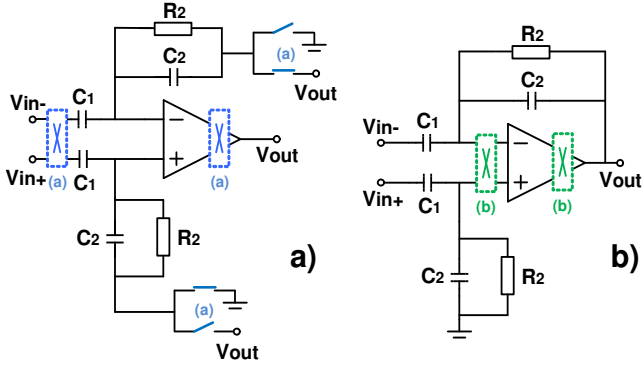 R2
(a)
C2
Vout
Vin-
C1
−
Vin+
(a)
C1
+
(a)
Vout
C2
R2
a)
(a)
Vout
R2
C2
Vin-
C1
−
Vin+
C1
+
(b)
(b)
Vout
C2
R2
b)